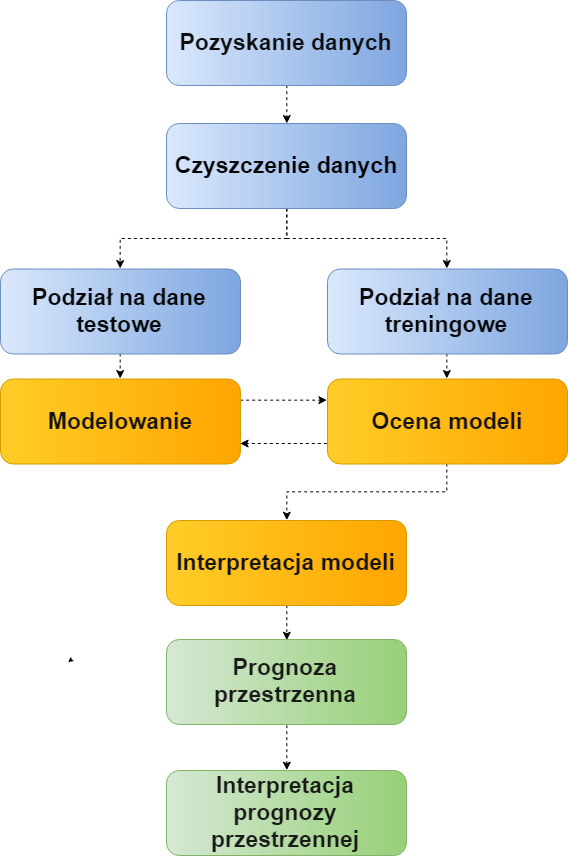 Pozyskanie danych
Czyszczenie danych
Podział na dane
testowe
Podział na dane
treningowe
Modelowanie
Ocena modeli
Interpretacja modeli
Prognoza
przestrzenna
Interpretacja
prognozy
przestrzennej